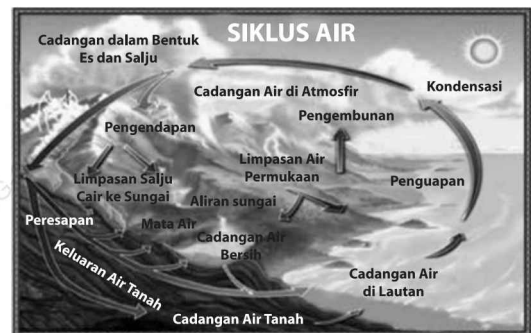 SIKLUS AIR
Cadangan dalam Bentuk
Es dan Salju
Cadangan Air di Atmosfir
Kondensasi
Pengendapan
Pengembunan
Limpasan Air
Permukaan
Penguapan
Limpasan Salju
Cair ke Sungai
Aliran sungai
Peresapan
Mata Air
Cadangan Air
Bersih
Keluaran Air Tanah
Cadangan Air
di Lautan
Cadangan Air Tanah